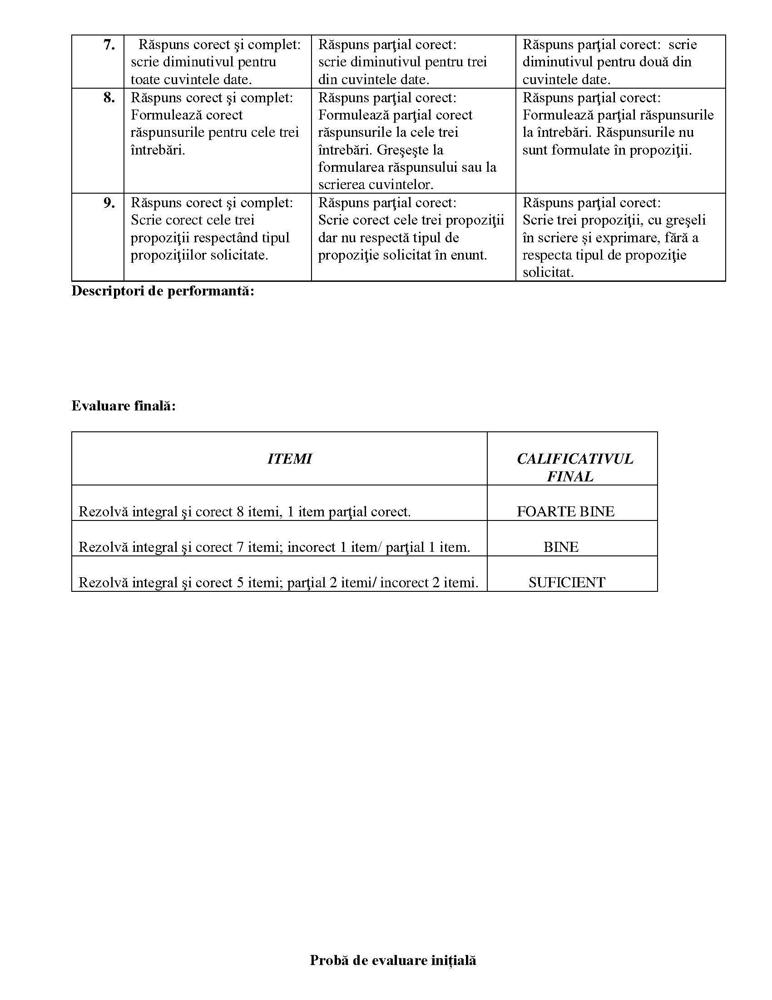 7.
Răspuns corect şi complet:
scrie diminutivul pentru
toate cuvintele date.
Răspuns parţial corect:
scrie diminutivul pentru trei
din cuvintele date.
Răspuns parţial corect: scrie
diminutivul pentru două din
cuvintele date.
8.
Răspuns corect şi complet:
Formulează corect
răspunsurile pentru cele trei
întrebări.
Răspuns parţial corect:
Formulează parţial corect
răspunsurile la cele trei
întrebări. Greşeşte la
formularea răspunsului sau la
scrierea cuvintelor.
Răspuns parţial corect:
Formulează parţial răspunsurile
la întrebări. Răspunsurile nu
sunt formulate în propoziţii.
9.
Răspuns corect şi complet:
Scrie corect cele trei
propoziţii respectând tipul
propoziţiilor solicitate.
Răspuns parţial corect:
Scrie corect cele trei propoziţii
dar nu respectă tipul de
propoziţie solicitat în enunt.
Răspuns parţial corect:
Scrie trei propoziţii, cu greşeli
în scriere și exprimare, fără a
respecta tipul de propoziţie
solicitat.
Descriptori de performantă:
Evaluare finală:
ITEMI
CALIFICATIVUL
FINAL
Rezolvă integral şi corect 8 itemi, 1 item parţial corect.
FOARTE BINE
Rezolvă integral şi corect 7 itemi; incorect 1 item/ parţial 1 item.
BINE
Rezolvă integral şi corect 5 itemi; parţial 2 itemi/ incorect 2 itemi.
SUFICIENT
Probă de evaluare inițială